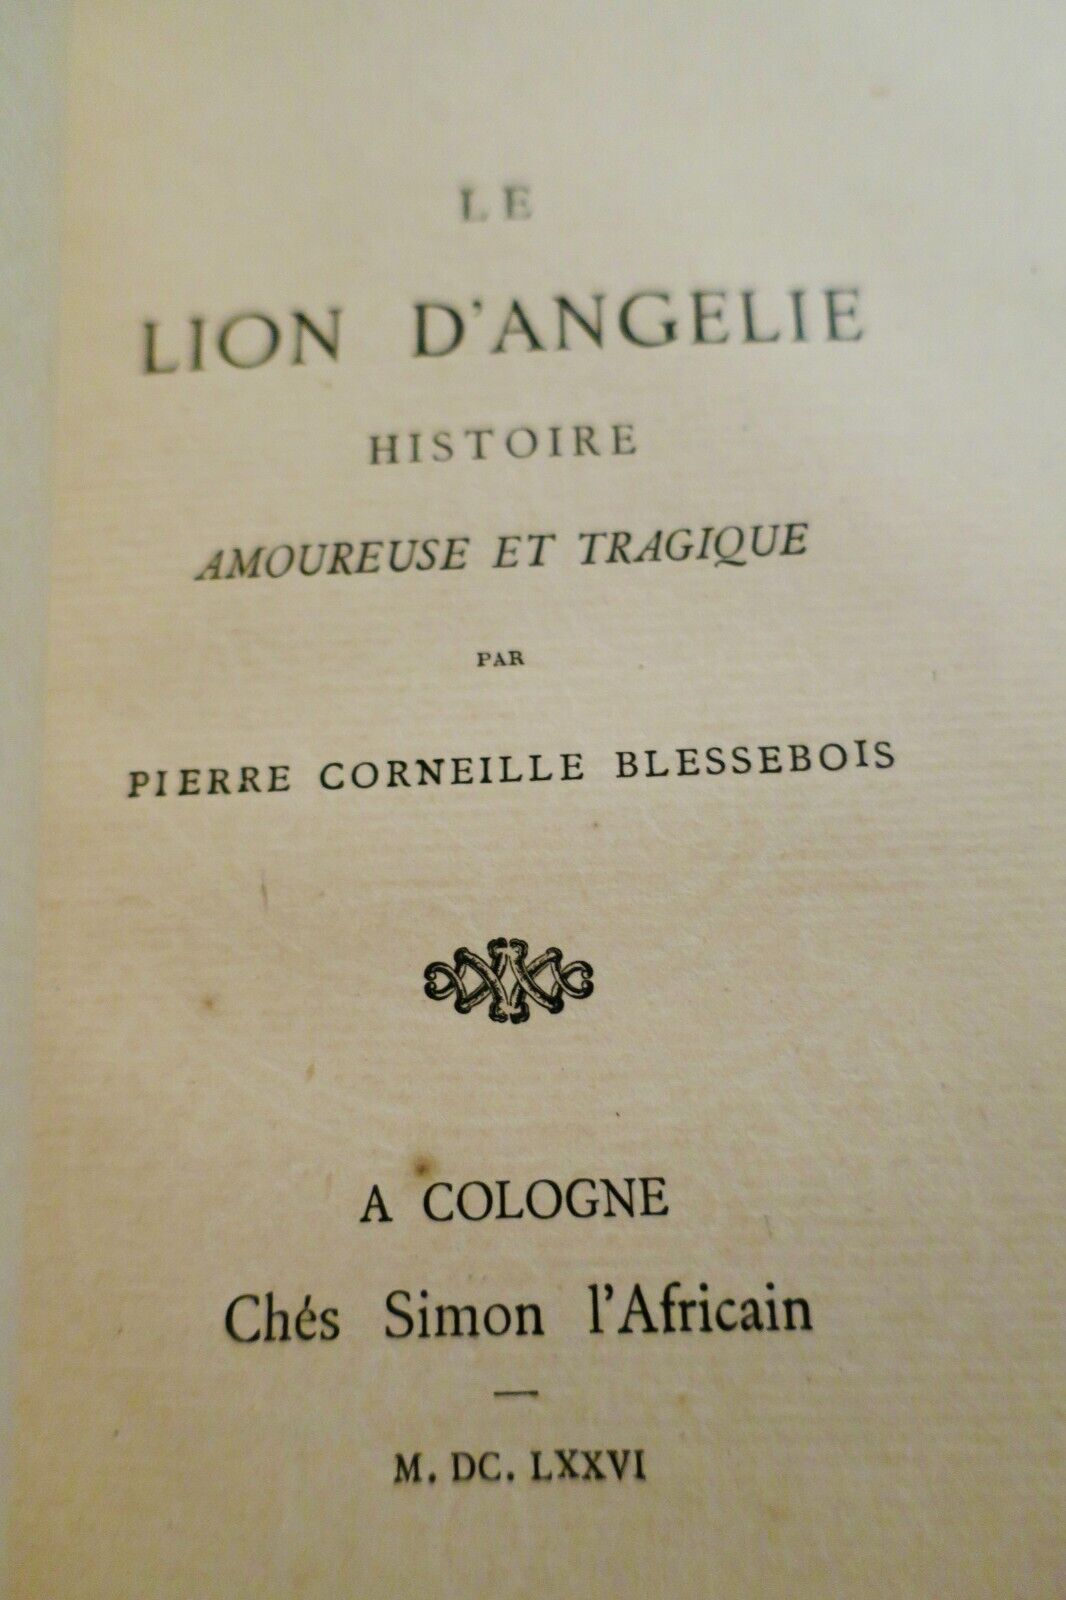 LE
LION D'ANGELIE
HISTOIRE
AMOUREUSE ET TRAGIQUE
PAR
PIERRE CORNEILLE BLESSEBOIS
A COLOGNE
Chés Simon l'Africain
M. DC. LXXVI